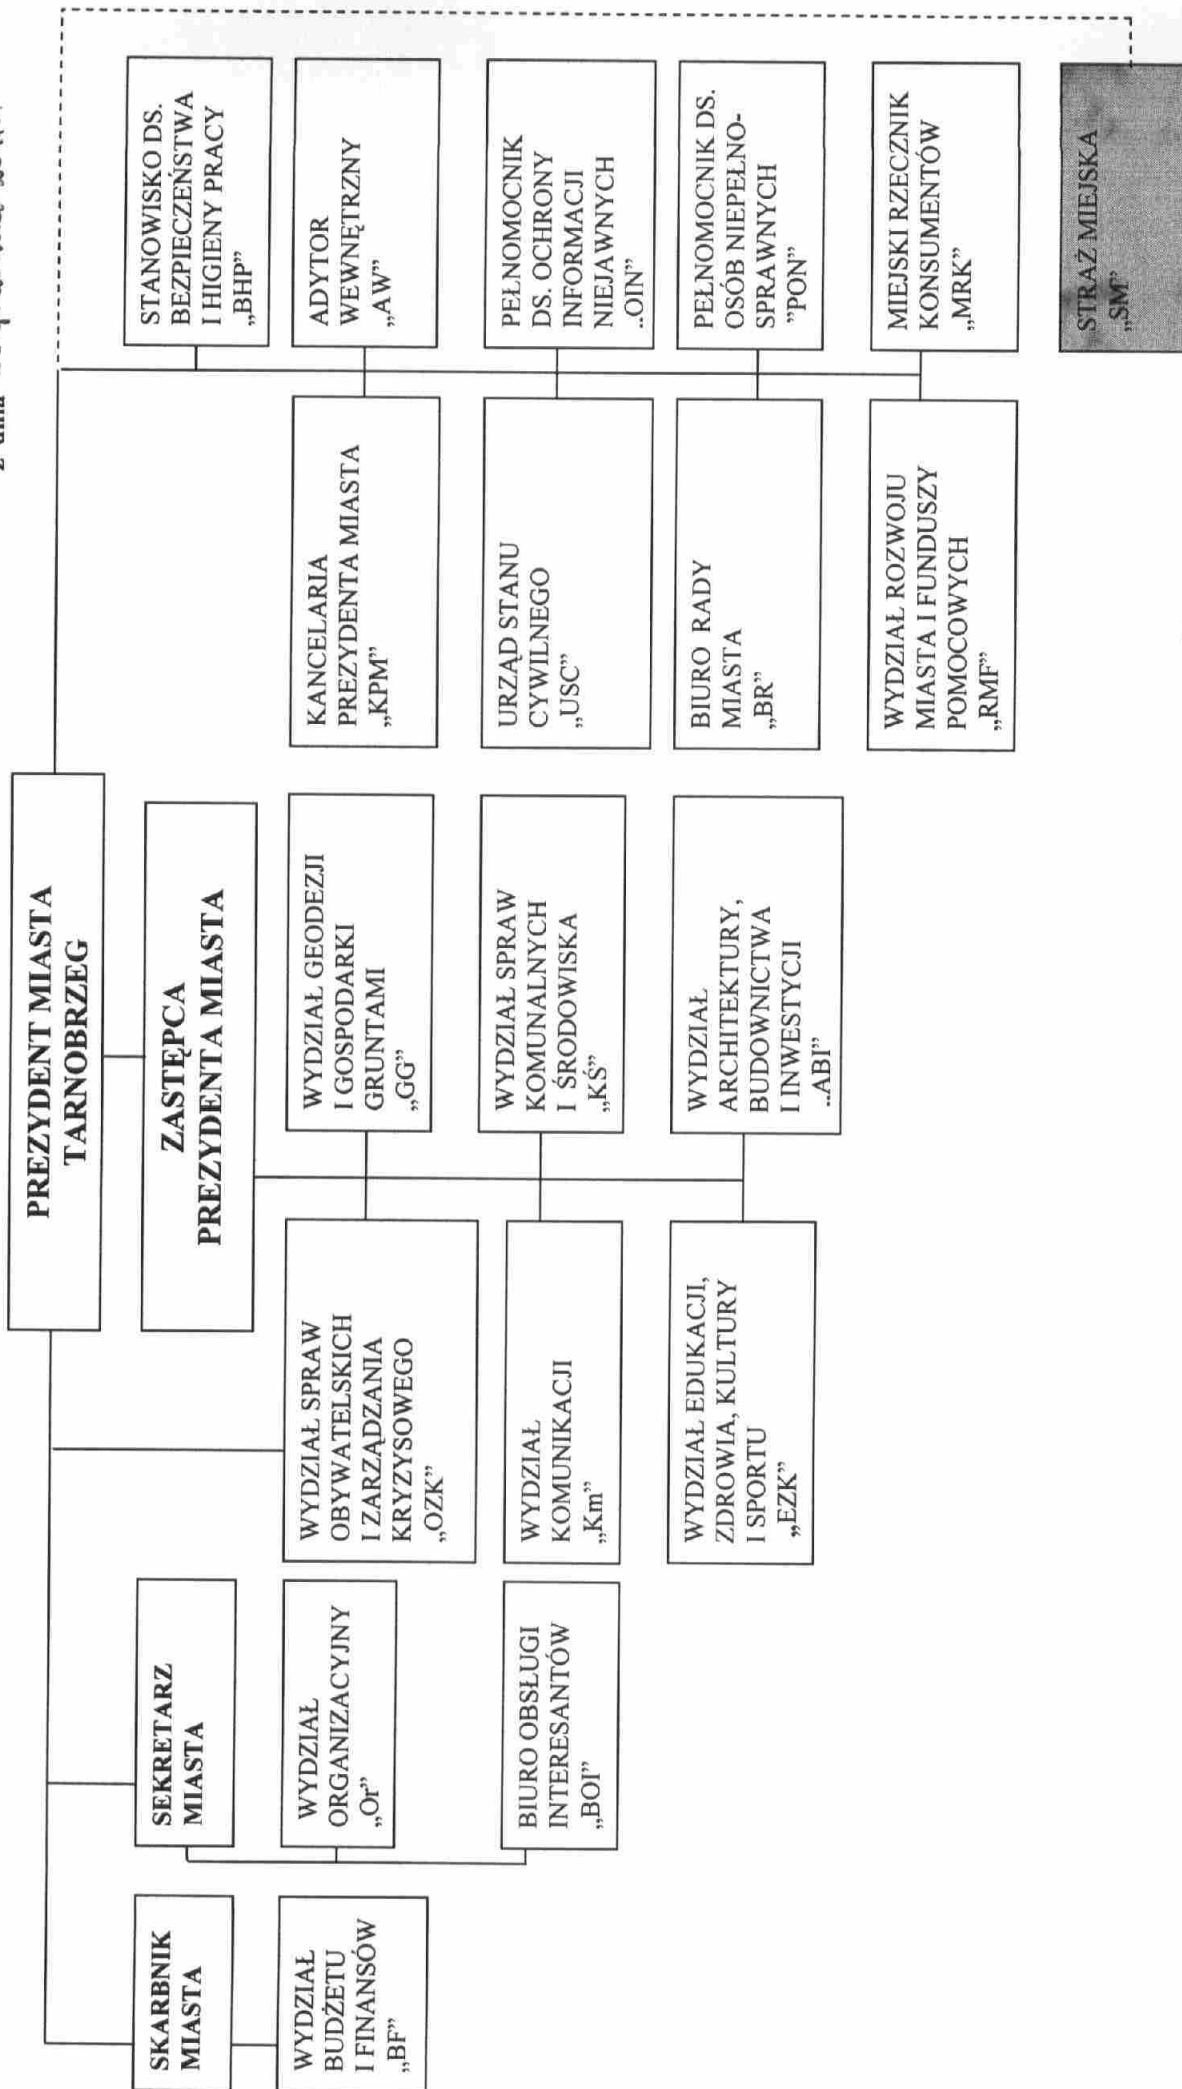 z dnia
PREZYDENT MIASTA
TARNOBRZEG
ZASTĘPCA
PREZYDENTA MIASTA
SKARBNIK
MIASTA
WYDZIAŁ
BUDŻETU
I FINANSÓW
„BF”
SEKRETARZ
MIASTA
WYDZIAŁ
ORGANIZACYJNY
„Or”
BIURO OBSŁUGI
INTERESANTÓW
„BOI”
WYDZIAŁ SPRAW
OBYWATELSKICH
I ZARZĄDZANIA
KRYZYSOWEGO
„OZK”
WYDZIAŁ
KOMUNIKACJI
„Km”
WYDZIAŁ EDUKACJI,
ZDROWIA, KULTURY
I SPORTU
„EZK”
WYDZIAŁ GEODEZJI
I GOSPODARKI
GRUNTAMI
„GG”
WYDZIAŁ SPRAW
KOMUNALNYCH
I ŚRODOWISKA
„KŚ”
WYDZIAŁ
ARCHITEKTURY,
BUDOWNICTWA
I INWESTYCJI
„ABI”
KANCELARIA
PREZYDENTA MIASTA
„KPM”
URZĄD STANU
CYWILNEGO
„USC”
BIURO RADY
MIASTA
„BR”
WYDZIAŁ ROZWOJU
MIASTA I FUNDUSZY
POMOCOWYCH
„RMF”
STANOWISKO DS.
BEZPIECZEŃSTWA
I HIGIENY PRACY
„BHP”
ADYTOR
WEWNĘTRZNY
„AW”
PEŁNOMOCNIK
DS. OCHRONY
INFORMACJI
NIEJAWNYCH
„OIN”
PEŁNOMOCNIK DS.
OSÓB NIEPEŁNO-
SPRAWNYCH
"PON”
MIEJSKI RZECZNIK
KONSUMENTÓW
„MRK”
STRAŻ MIEJSKA
„SM”